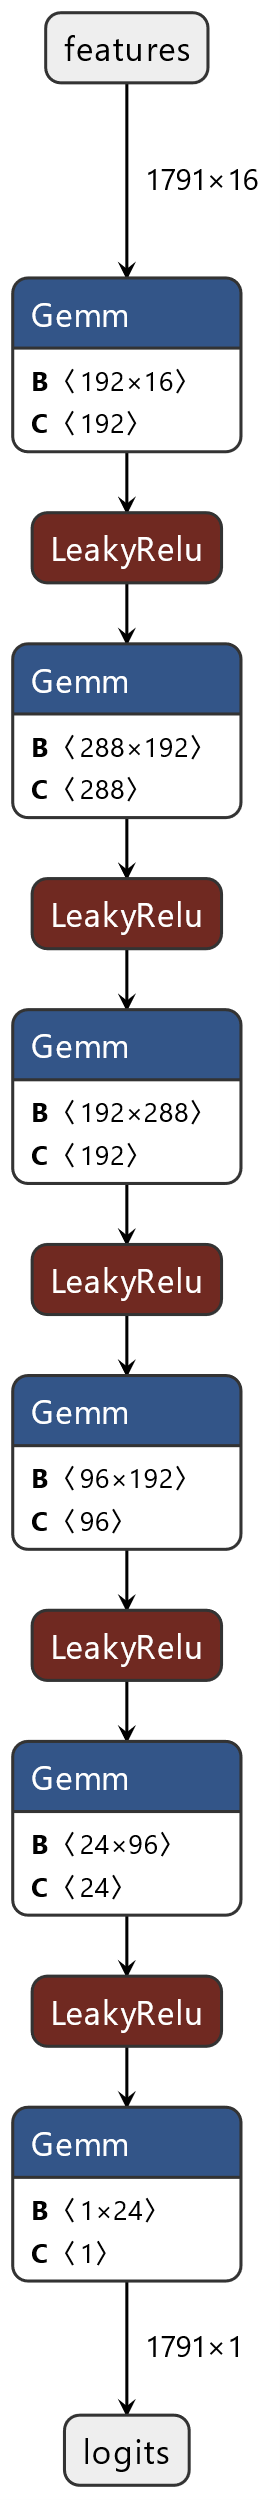 features
1791×16
Gemm
B 〈192×16〉
C 〈192〉
LeakyRelu
Gemm
B 〈288×192〉
C 〈288〉
LeakyRelu
Gemm
B 〈192×288〉
C 〈192〉
LeakyRelu
Gemm
B 〈96×192〉
C 〈96〉
LeakyRelu
Gemm
B 〈24×96〉
C 〈24〉
LeakyRelu
Gemm
B 〈1×24〉
C 〈1〉
1791×1
logits